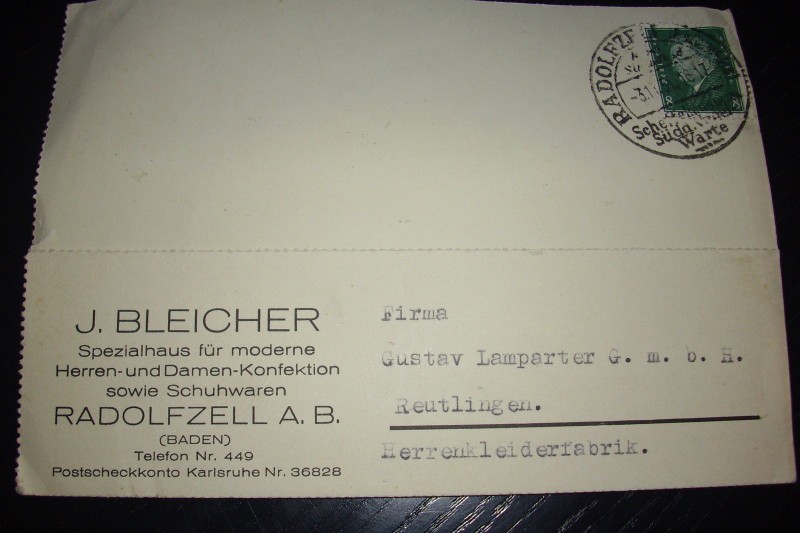 J. BLEICHER
Spezialhaus für moderne
Herren- und Damen-Konfektion
sowie Schuhwaren
RADOLFZELL A. B.
(BADEN)
Telefon Nr. 449
Postscheckkonto Karlsruhe Nr. 36828
Firma
Gustav Lamparter G. m. b. H.
Reutlingen.
Herrenkleiderfabrik.
RADOLFZE
Warte